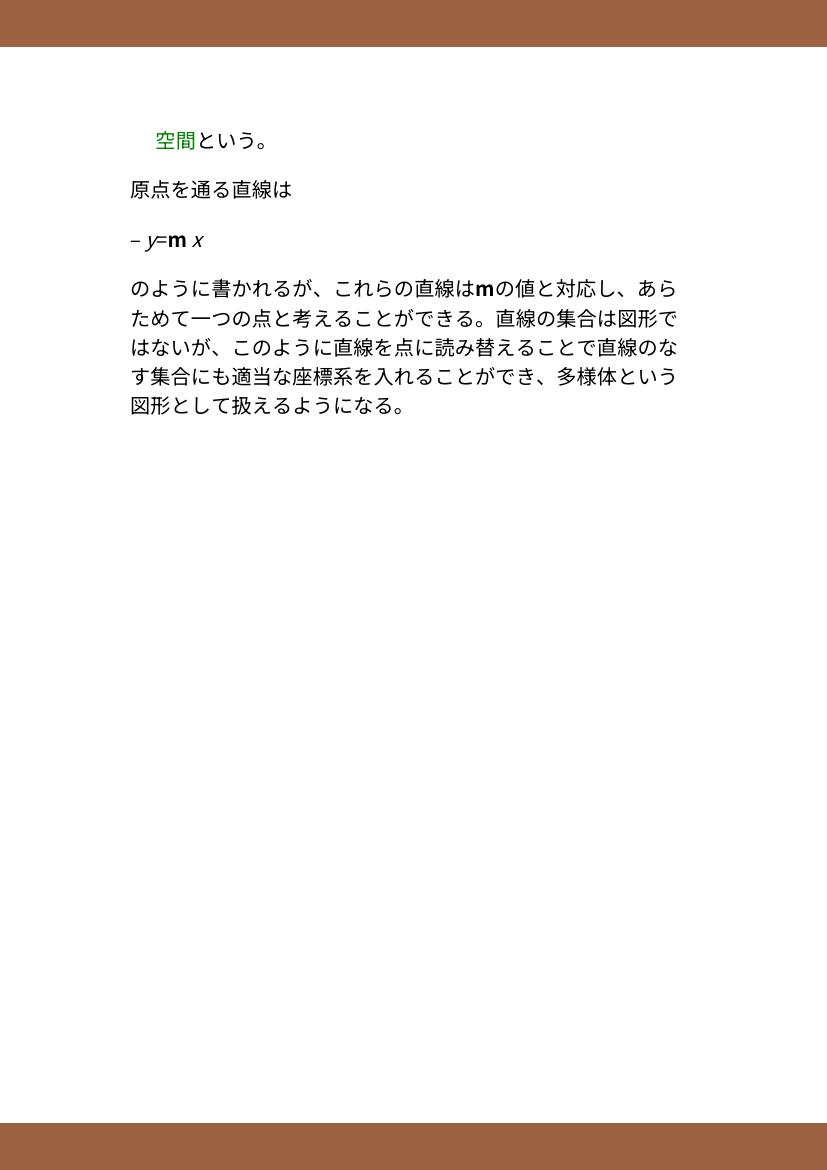 空間という。
原点を通る直線は
– y=m x
のように書かれるが、これらの直線はmの値と対応し、あら
ためて一つの点と考えることができる。直線の集合は図形で
はないが、このように直線を点に読み替えることで直線のな
す集合にも適当な座標系を入れることができ、多様体という
図形として扱えるようになる。